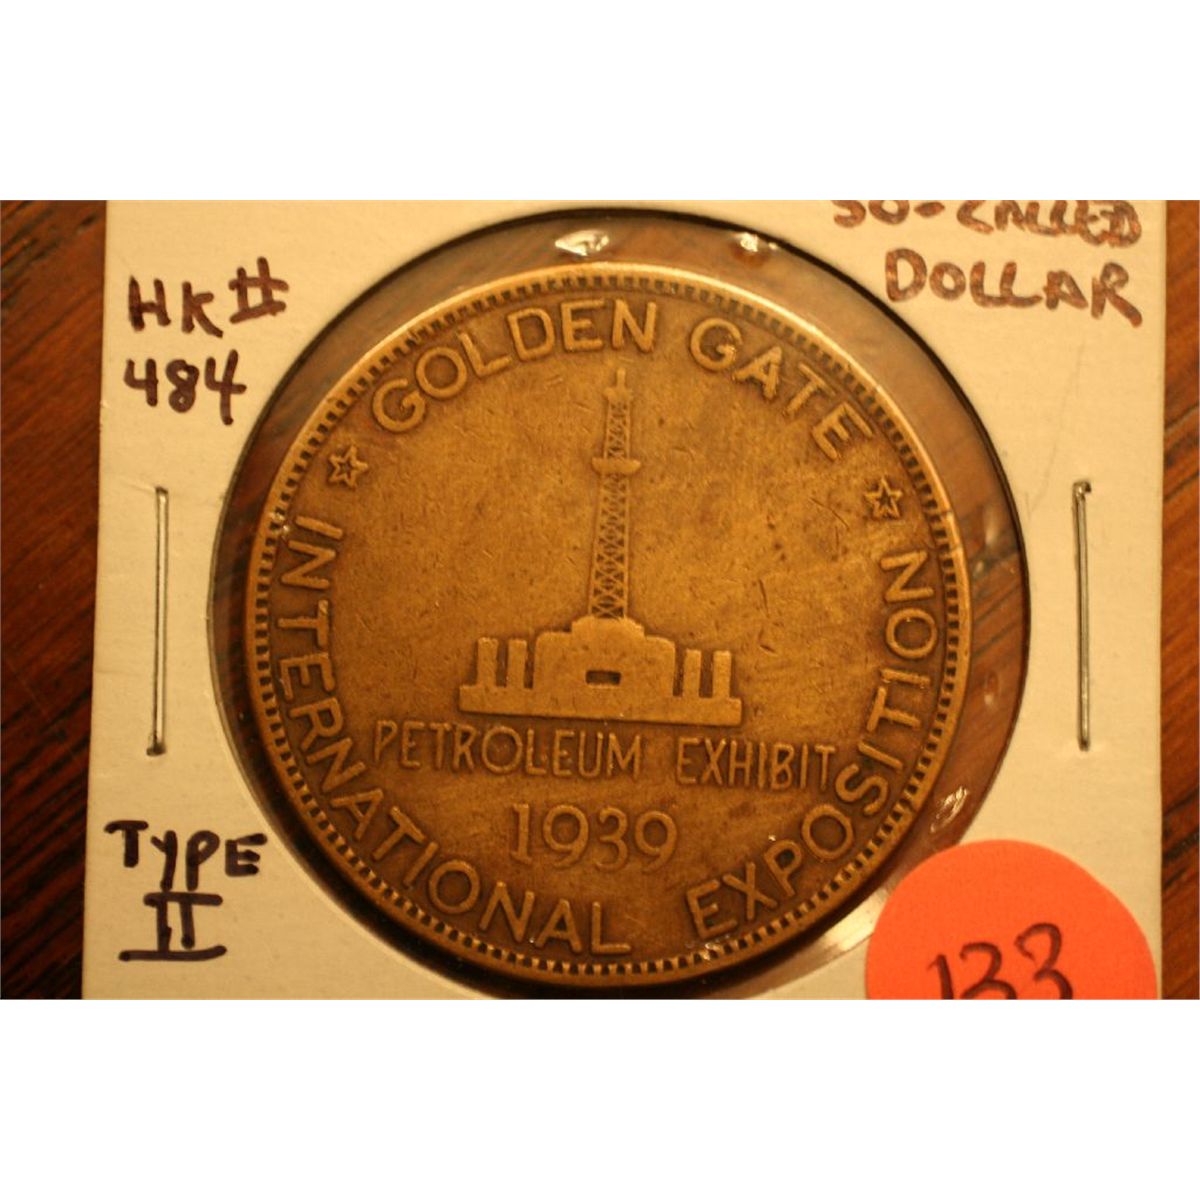 SO-CALLED
DOLLAR
HK#
484
GOLDEN GATE
INTERNATIONAL EXPOSITION
PETROLEUM EXHIBIT
1939
TYPE
II
133